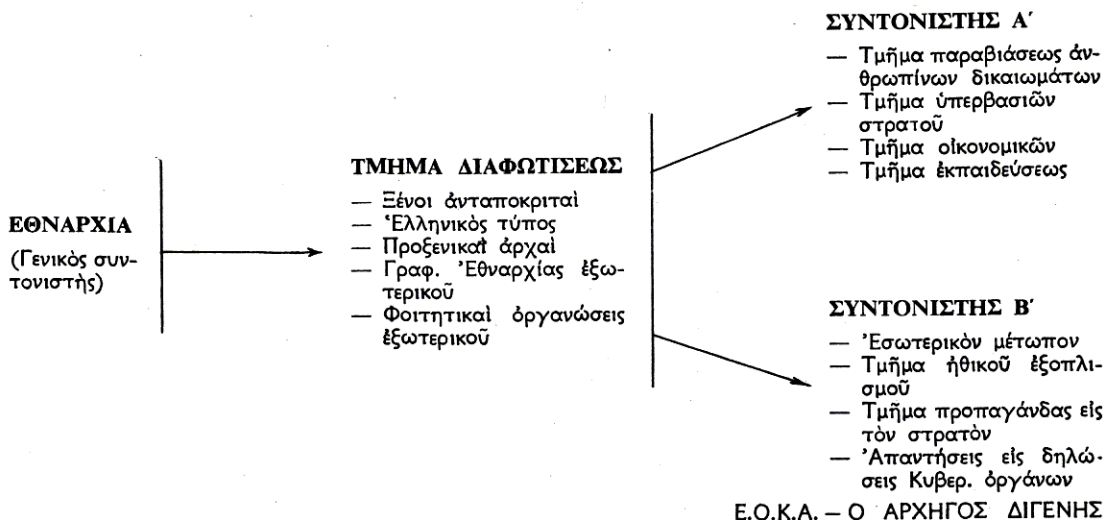 ΕΘΝΑΡΧΙΑ
(Γενικὸς συν-
τονιστὴς)
ΤΜΗΜΑ ΔΙΑΦΩΤΙΣΕΩΣ
— Ξένοι ἀνταποκριταὶ
— Ἑλληνικὸς τύπος
— Προξενικαὶ ἀρχαὶ
— Γραφ. Ἐθναρχίας ἐξω-
τερικοῦ
— Φοιτητικαὶ ὀργανώσεις
ἐξωτερικοῦ
ΣΥΝΤΟΝΙΣΤΗΣ Α΄
— Τμῆμα παραβιάσεως ἀν-
θρωπίνων δικαιωμάτων
— Τμῆμα ὑπερβασιῶν
στρατοῦ
— Τμῆμα οἰκονομικῶν
— Τμῆμα ἐκπαιδεύσεως
ΣΥΝΤΟΝΙΣΤΗΣ Β΄
— Ἐσωτερικὸν μέτωπον
— Τμῆμα ἠθικοῦ ἐξοπλι-
σμοῦ
— Τμῆμα προπαγάνδας εἰς
τὸν στρατὸν
— Ἀπαντήσεις εἰς δηλώ-
σεις Κυβερ. ὀργάνων
Ε.Ο.Κ.Α. — Ο ΑΡΧΗΓΟΣ ΔΙΓΕΝΗΣ